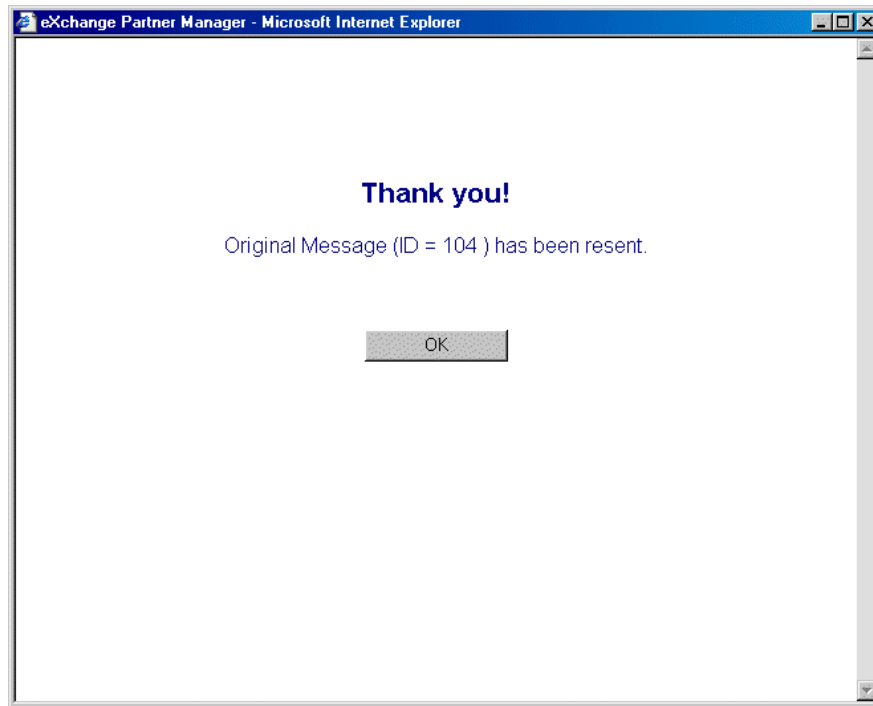 eXchange Partner Manager - Microsoft Internet Explorer
Thank you!
Original Message (ID = 104 ) has been resent.
OK